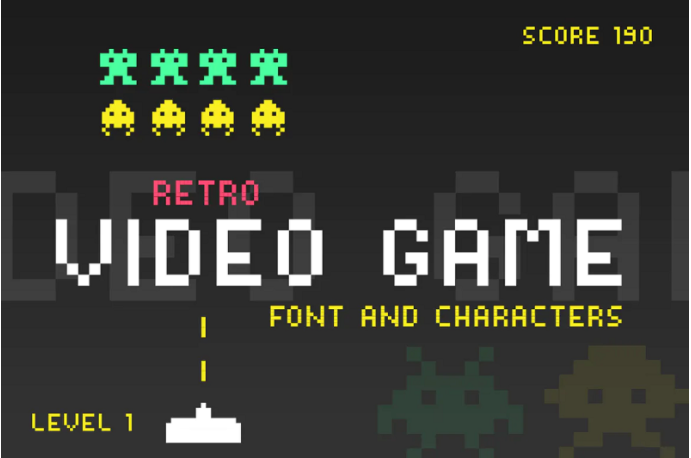 SCORE 190
RETRO
VIDEO GAME
FONT AND CHARACTERS
LEVEL 1